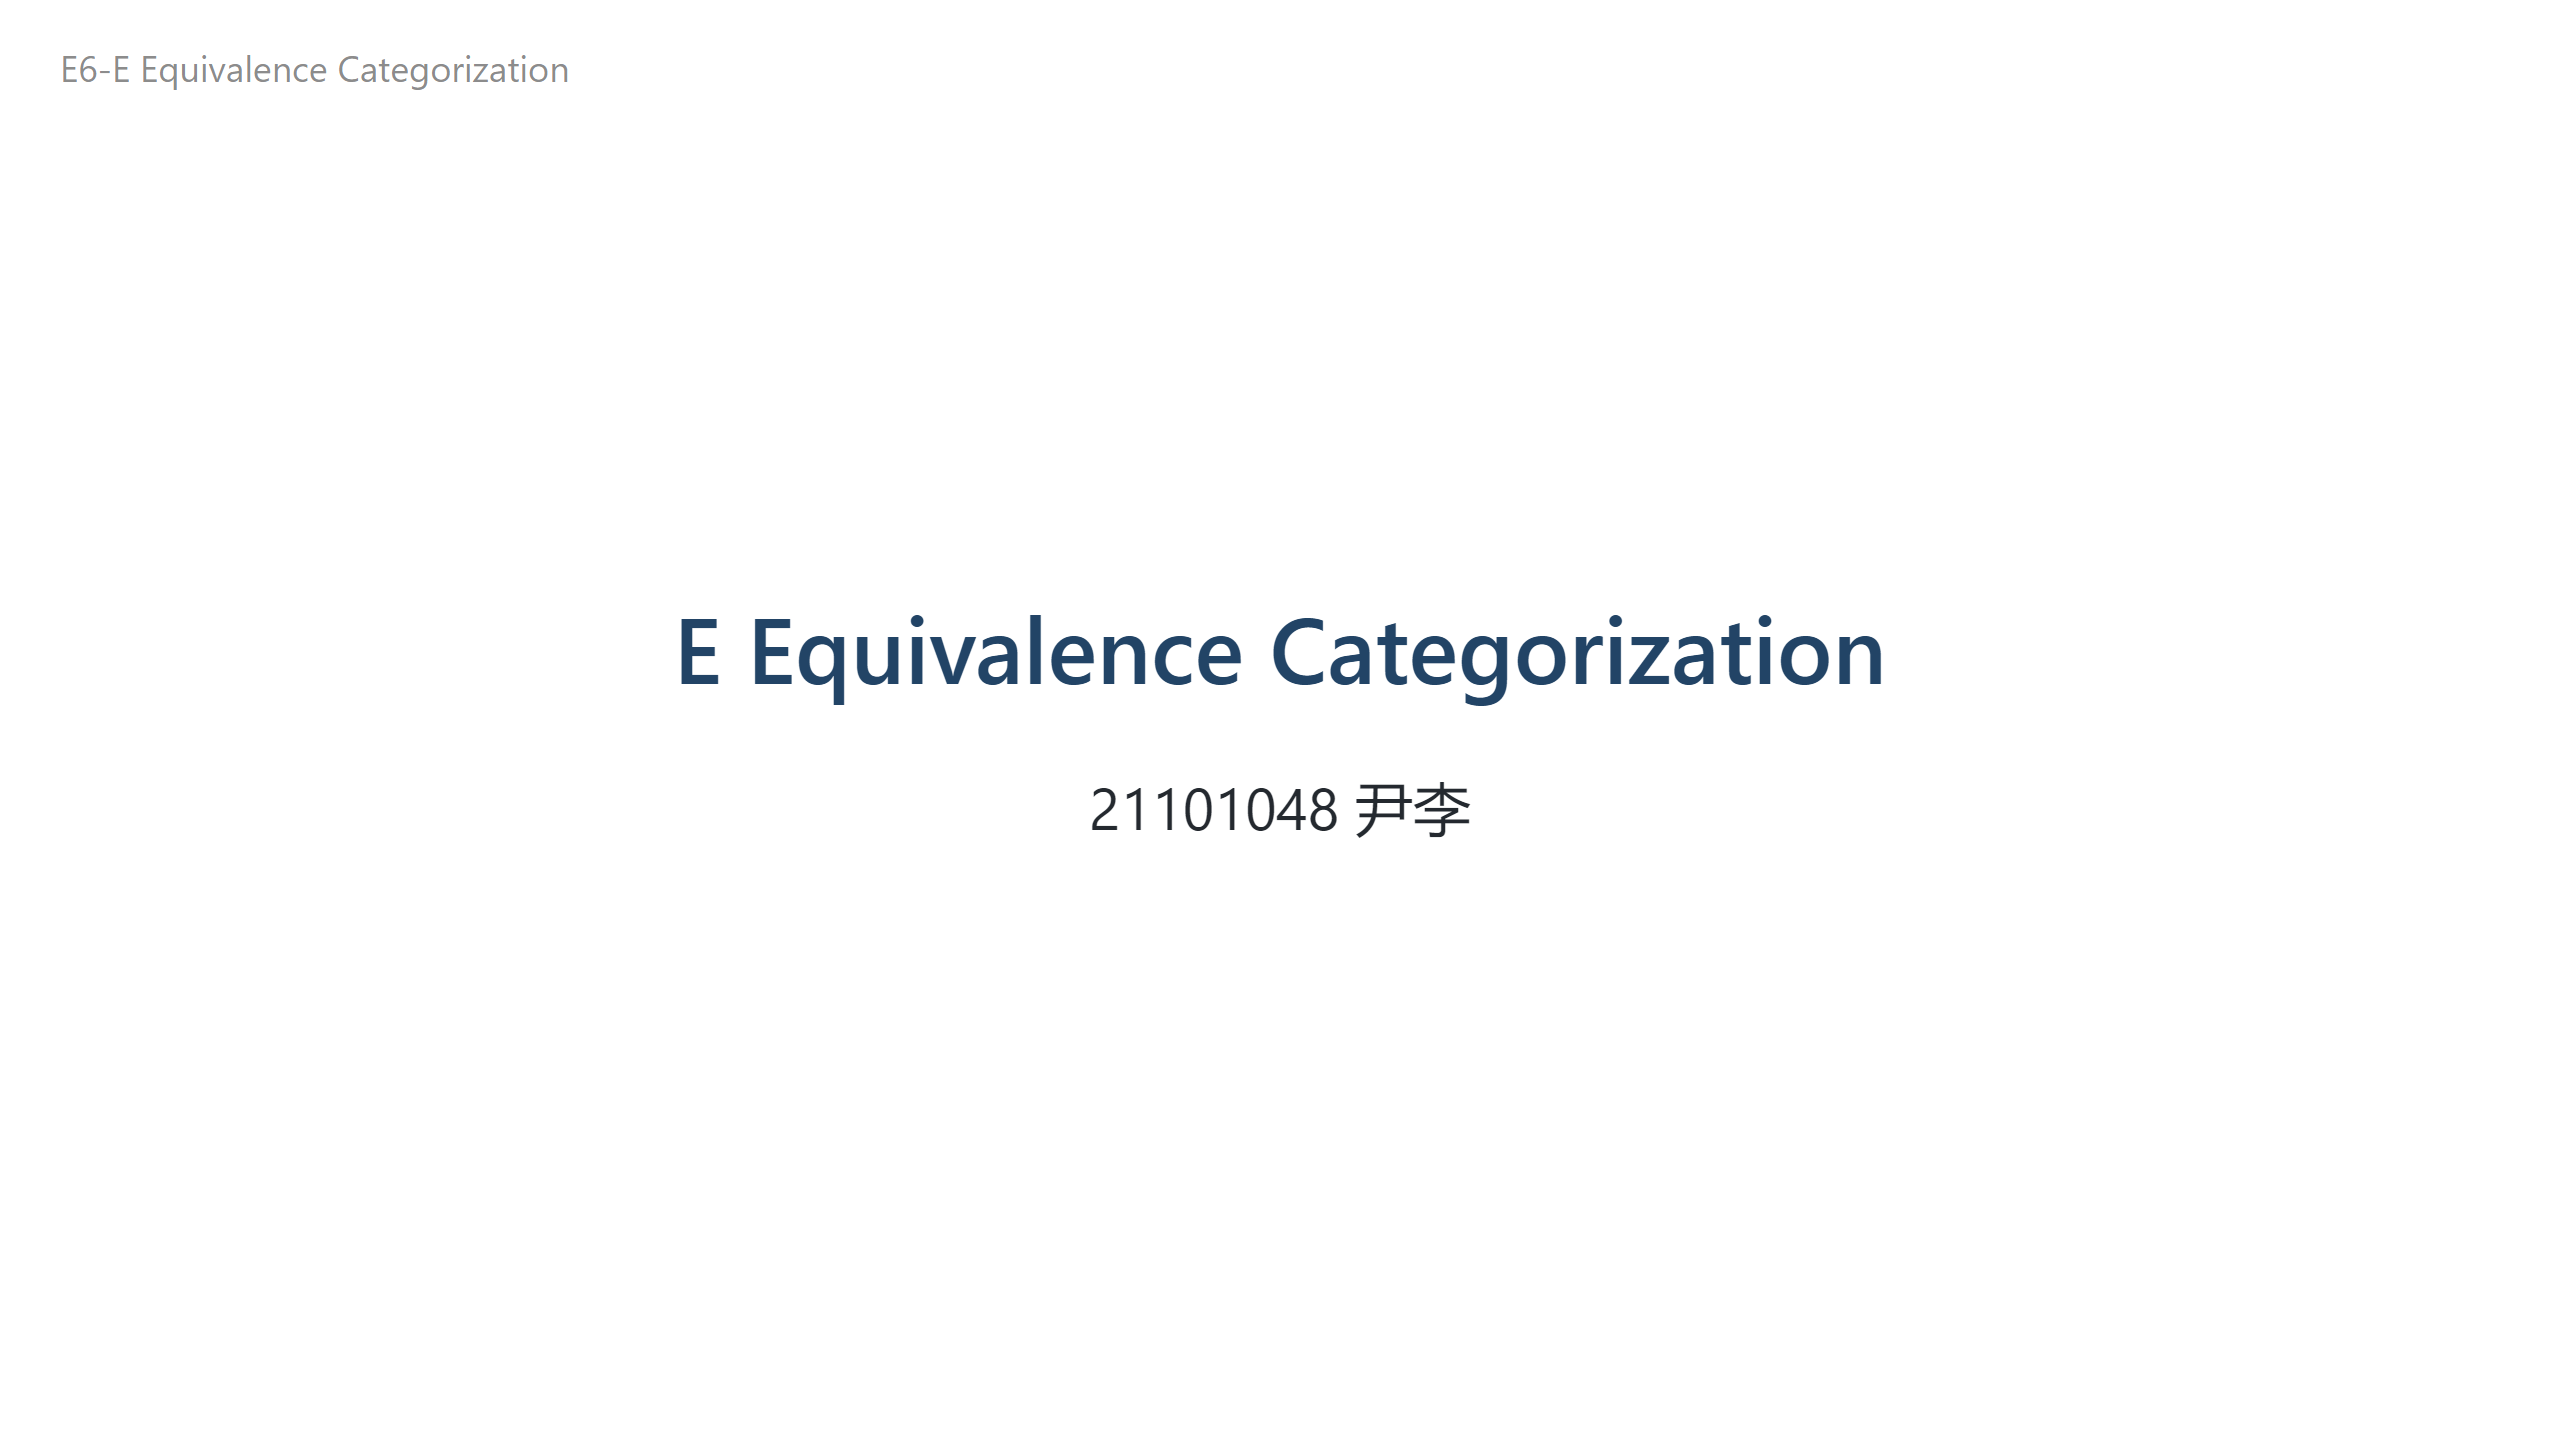 E6-E Equivalence Categorization
E Equivalence Categorization
21101048 尹李